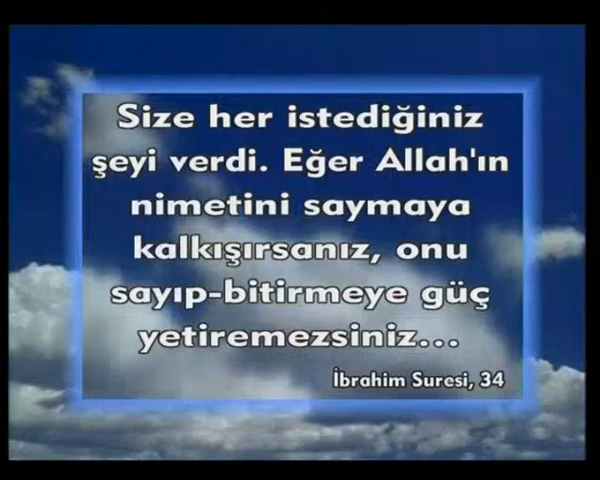 Size her istediğiniz
şeyi verdi. Eğer Allah'ın
nimetini saymaya
kalkışırsanız, onu
sayıp-bitirmeye güç
yetiremezsiniz...
İbrahim Suresi, 34